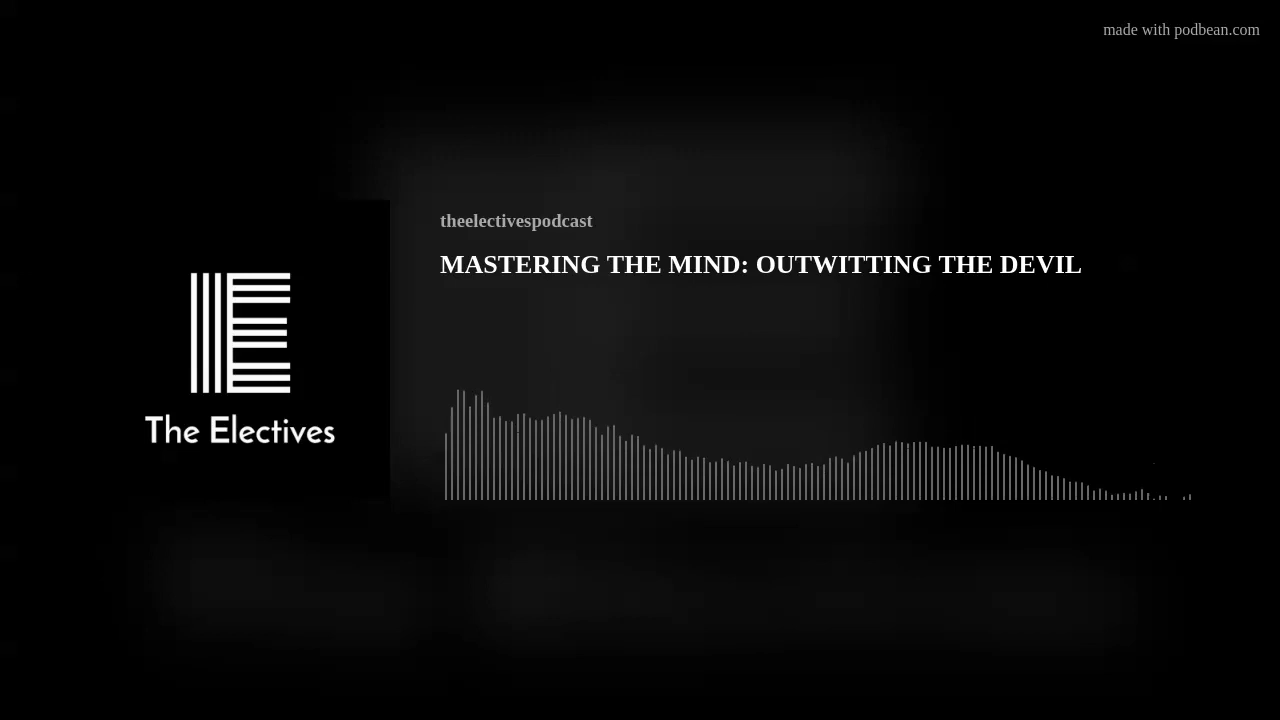 made with podbean.com
theelectivespodcast
MASTERING THE MIND: OUTWITTING THE DEVIL
The Electives